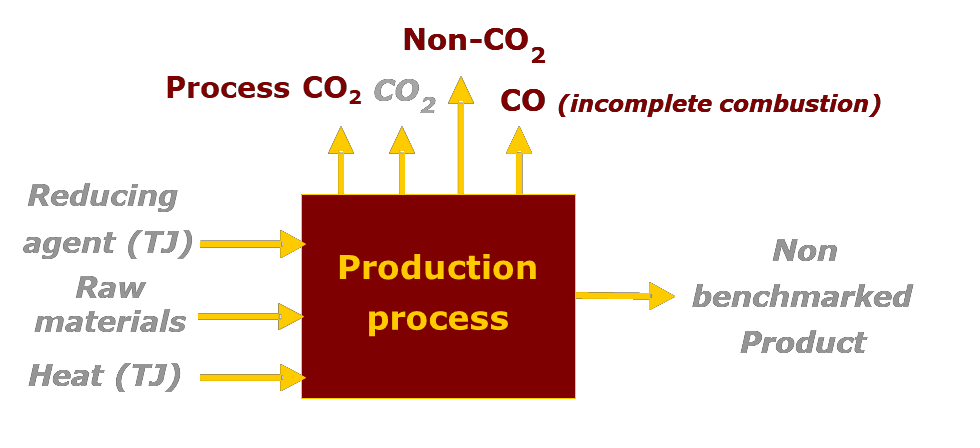 Non-CO₂
Process CO₂ CO₂
CO (incomplete combustion)
Reducing
agent (TJ)
Raw
materials
Heat (TJ)
Production
process
Non
benchmarked
Product